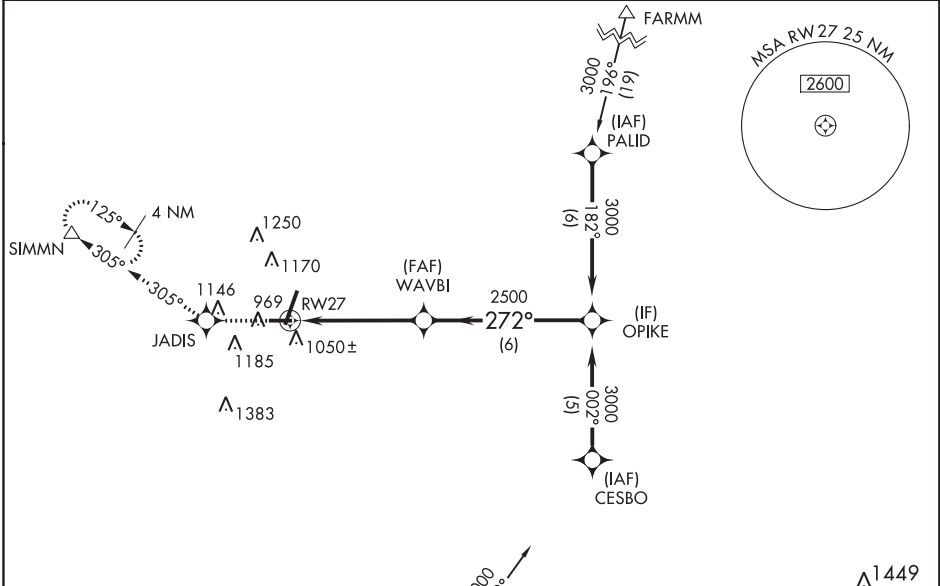 FARMM
3000
196°
(19)
(IAF)
PALID
MSA RW27 25 NM
2600
3000
182°
(6)
125°
4 NM
SIMMN
305°
305°
1250
1170
1146
969
RW27
(FAF)
WAVBI
2500
272°
(6)
(IF)
OPIKE
JADIS
1185
1050±
1383
3000
002°
(5)
(IAF)
CESBO
1449